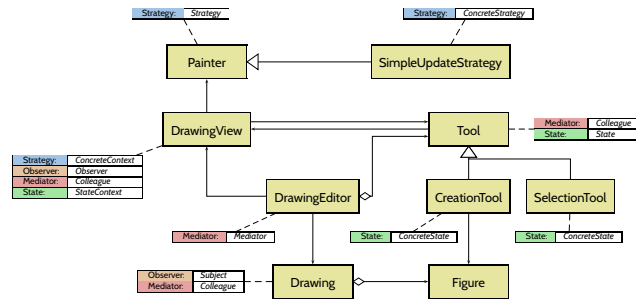 Strategy: Strategy
Strategy: ConcreteStrategy
Painter
SimpleUpdateStrategy
DrawingView
Tool
Mediator: Colleague
State: State
Strategy: ConcreteContext
Observer: Observer
Mediator: Colleague
State: StateContext
DrawingEditor
CreationTool
SelectionTool
Mediator: Mediator
State: ConcreteState
State: ConcreteState
Observer: Subject
Mediator: Colleague
Drawing
Figure